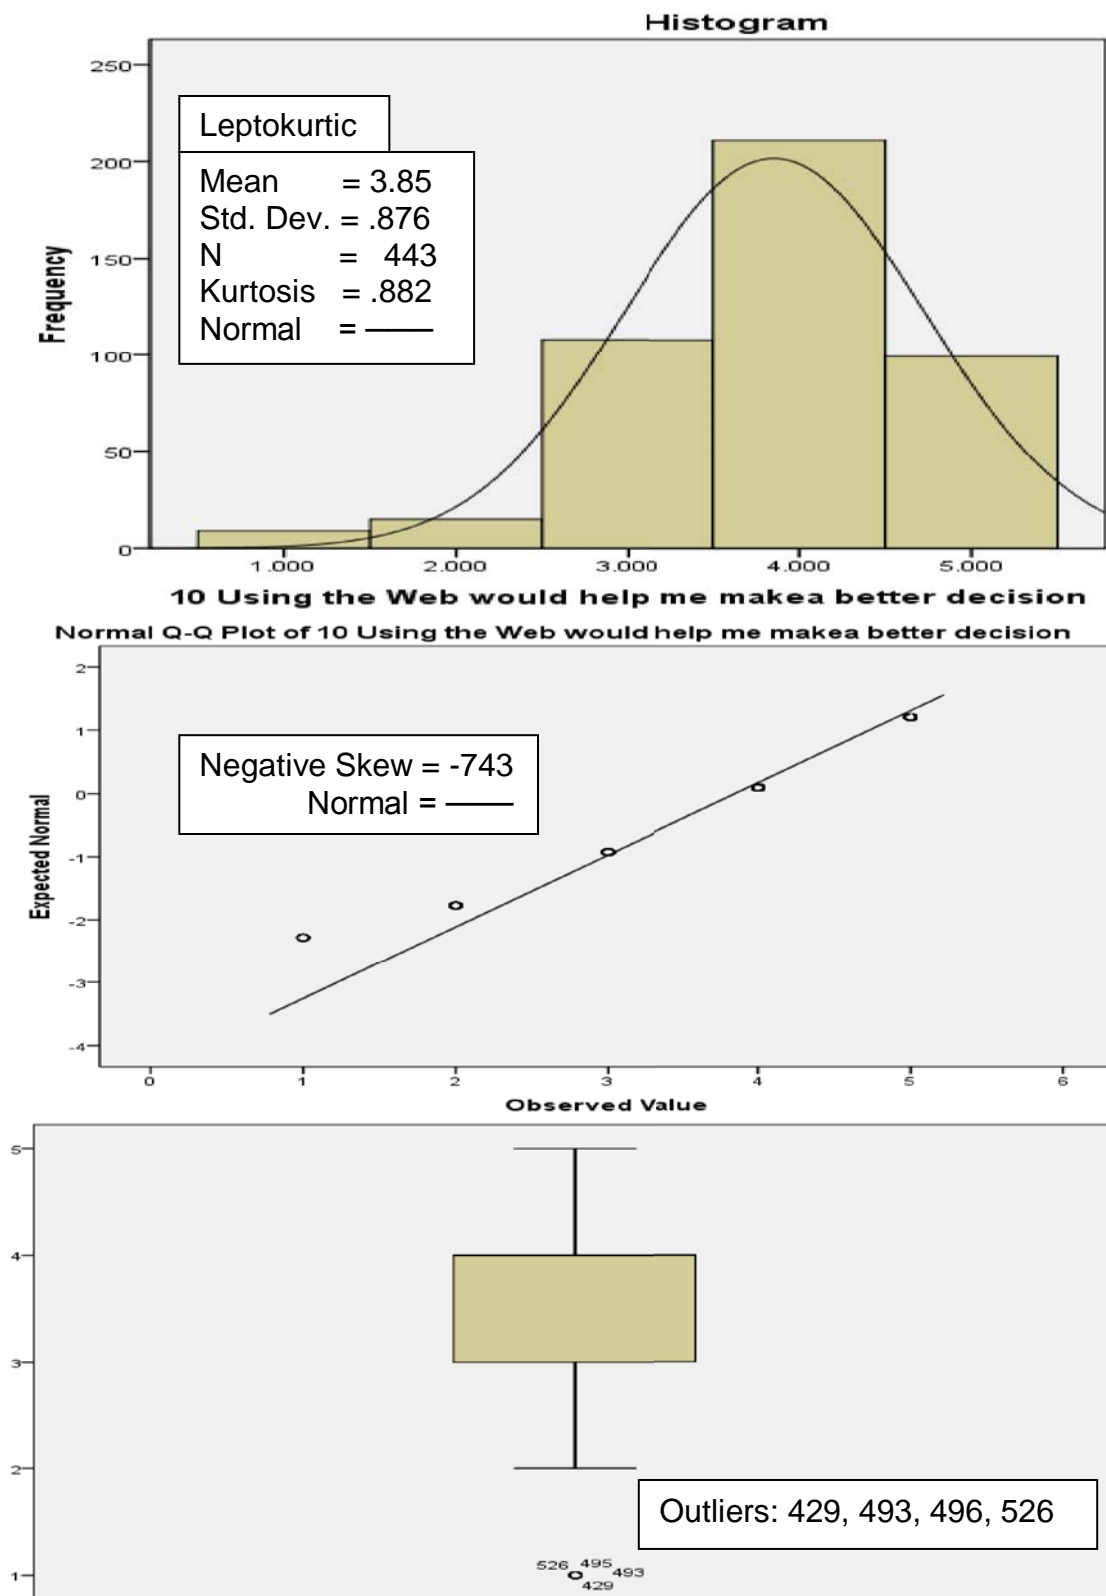 Histogram
250
200
150
100
50
0
Frequency
Leptokurtic
Mean = 3.85
Std. Dev. = .876
N = 443
Kurtosis = .882
Normal = ——
1.000 2.000 3.000 4.000 5.000
10 Using the Web would help me makea better decision
Normal Q-Q Plot of 10 Using the Web would help me makea better decision
2
1
0
-1
-2
-3
-4
Expected Normal
Negative Skew = -743
Normal = ——
0 1 2 3 4 5 6
Observed Value
5
4
3
2
1
Outliers: 429, 493, 496, 526
526 495 493
429